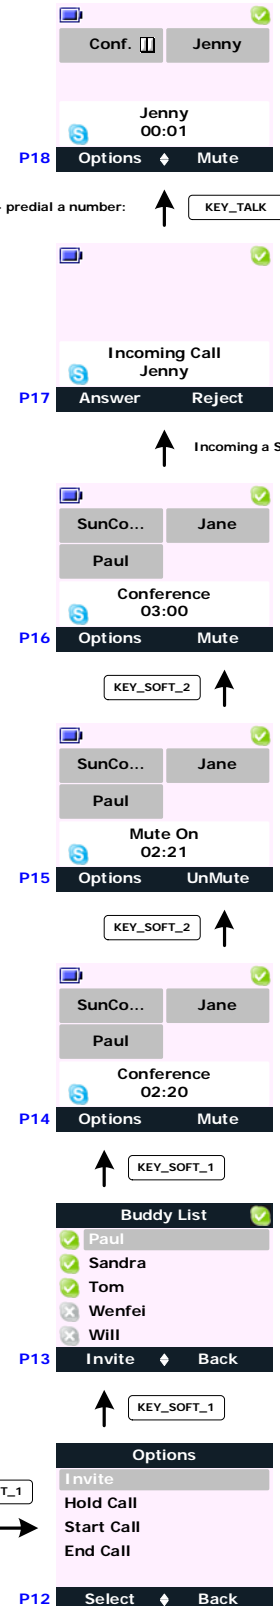 Conf. Jenny
Jenny
00:01
P18 Options Mute
predial a number: KEY_TALK
Incoming Call
Jenny
P17 Answer Reject
Incoming a S
SunCo... Jane
Paul
Conference
03:00
P16 Options Mute
KEY_SOFT_2
SunCo... Jane
Paul
Mute On
02:21
P15 Options UnMute
KEY_SOFT_2
SunCo... Jane
Paul
Conference
02:20
P14 Options Mute
KEY_SOFT_1
Buddy List
Paul
Sandra
Tom
Wenfei
Will
P13 Invite Back
KEY_SOFT_1
Options
Invite
T_1
Hold Call
Start Call
End Call
P12 Select Back